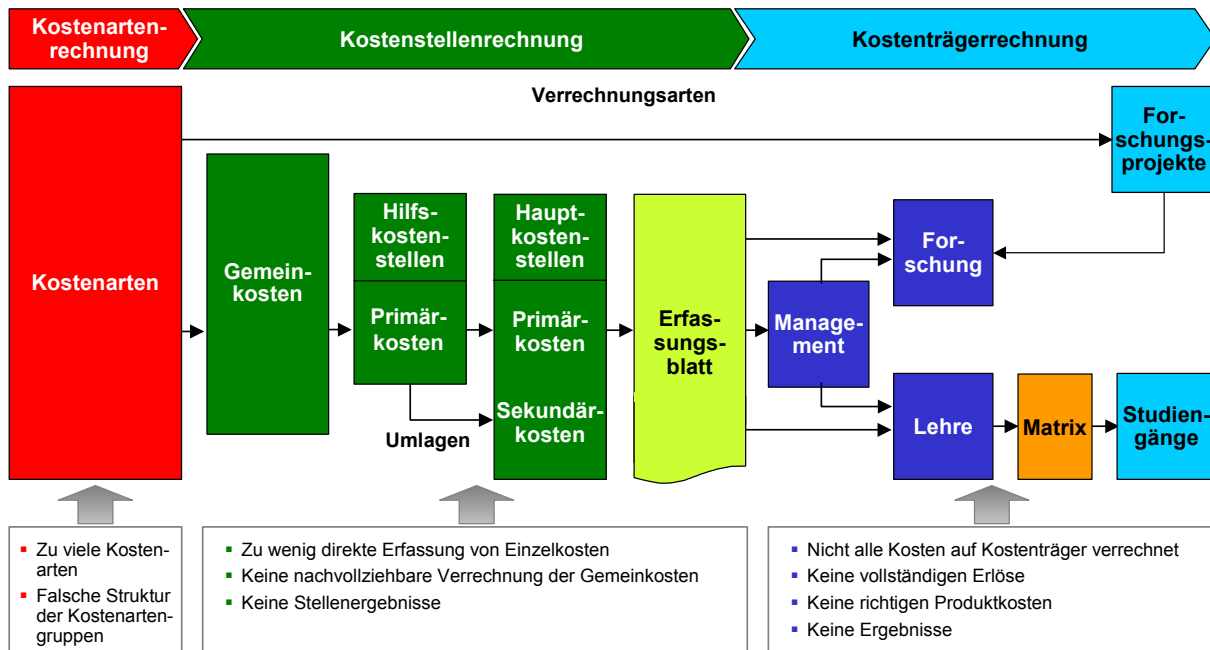 Kostenarten-
rechnung
Kostenstellenrechnung
Kostenträgerrechnung
Verrechnungsarten
Kostenarten
Gemein-
kosten
Hilfs-
kosten-
stellen
Primär-
kosten
Umlagen
Haupt-
kosten-
stellen
Primär-
kosten
Sekundär-
kosten
Erfas-
sungs-
blatt
Manage-
ment
For-
schung
Lehre
Matrix
For-
schungs-
projekte
Studien-
gänge
▪ Zu viele Kosten-
arten
▪ Falsche Struktur
der Kostenarten-
gruppen
▪ Zu wenig direkte Erfassung von Einzelkosten
▪ Keine nachvollziehbare Verrechnung der Gemeinkosten
▪ Keine Stellenergebnisse
▪ Nicht alle Kosten auf Kostenträger verrechnet
▪ Keine vollständigen Erlöse
▪ Keine richtigen Produktkosten
▪ Keine Ergebnisse